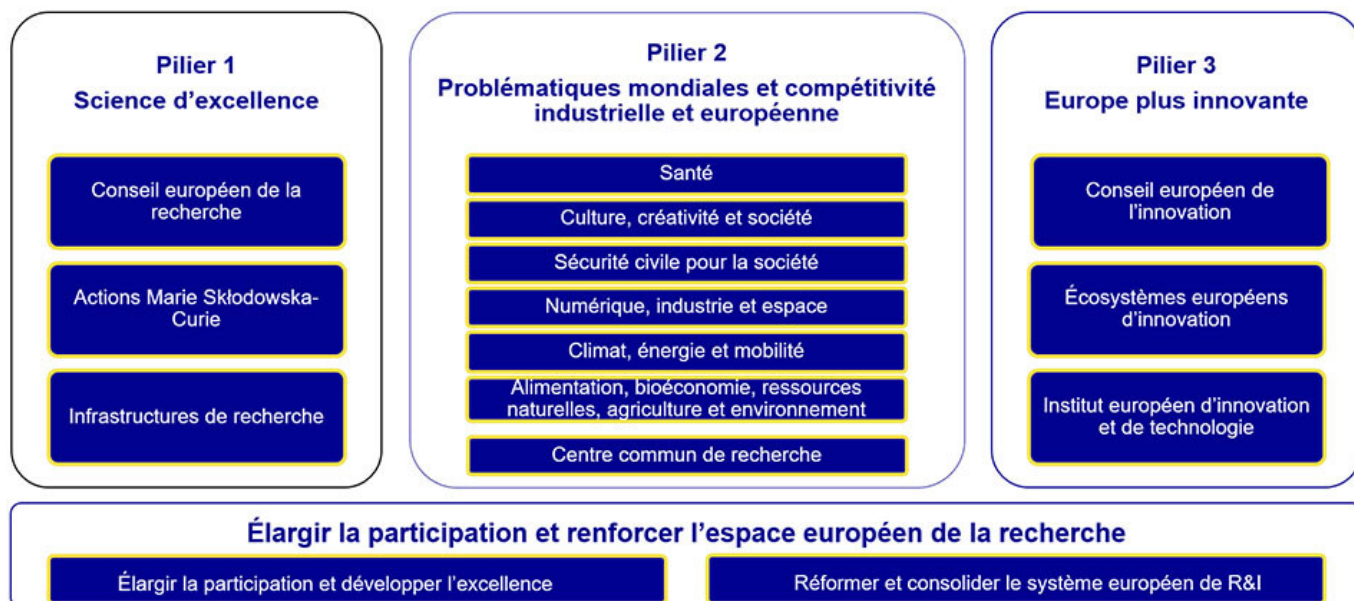 Pilier 1
Science d’excellence
Conseil européen de la
recherche
Actions Marie Skłodowska-
Curie
Infrastructures de recherche
Pilier 2
Problématiques mondiales et compétitivité
industrielle et européenne
Santé
Culture, créativité et société
Sécurité civile pour la société
Numérique, industrie et espace
Climat, énergie et mobilité
Alimentation, bioéconomie, ressources
naturelles, agriculture et environnement
Centre commun de recherche
Pilier 3
Europe plus innovante
Conseil européen de
l’innovation
Écosystèmes européens
d’innovation
Institut européen d’innovation
et de technologie
Élargir la participation et renforcer l’espace européen de la recherche
Élargir la participation et développer l’excellence
Réformer et consolider le système européen de R&I